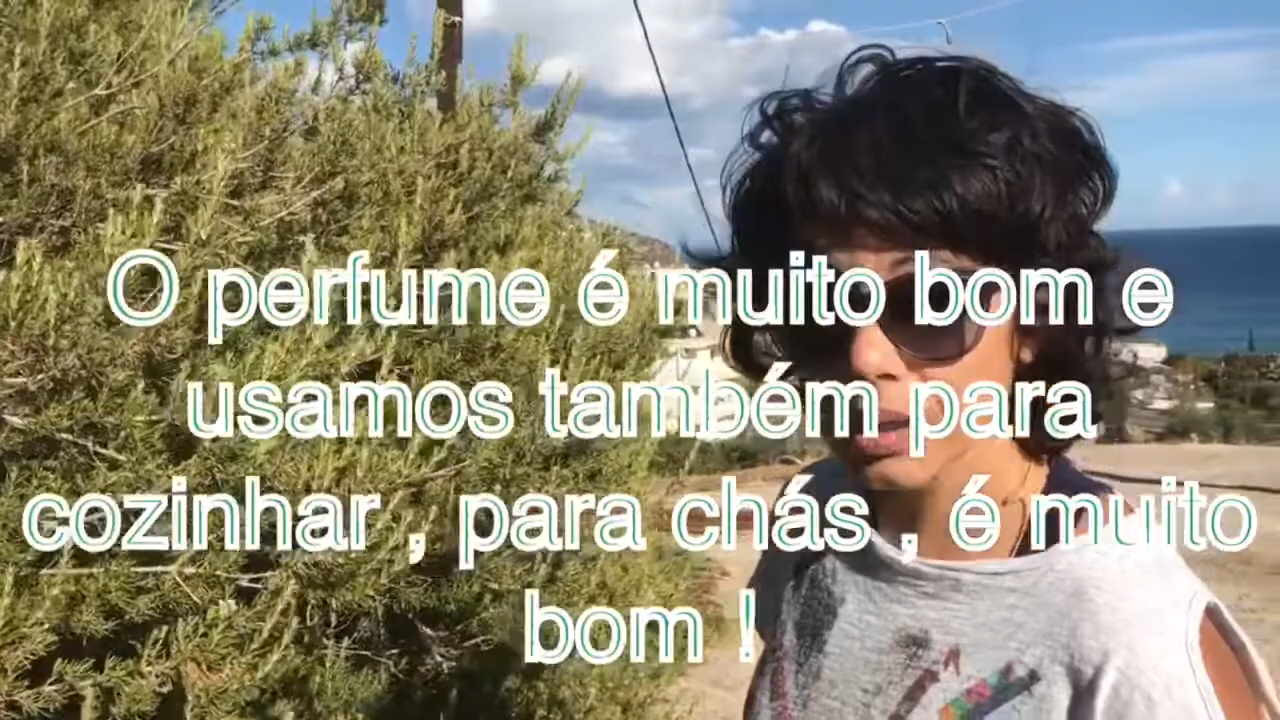 O perfume é muito bom e
usamos também para
cozinhar , para chás , é muito
bom !